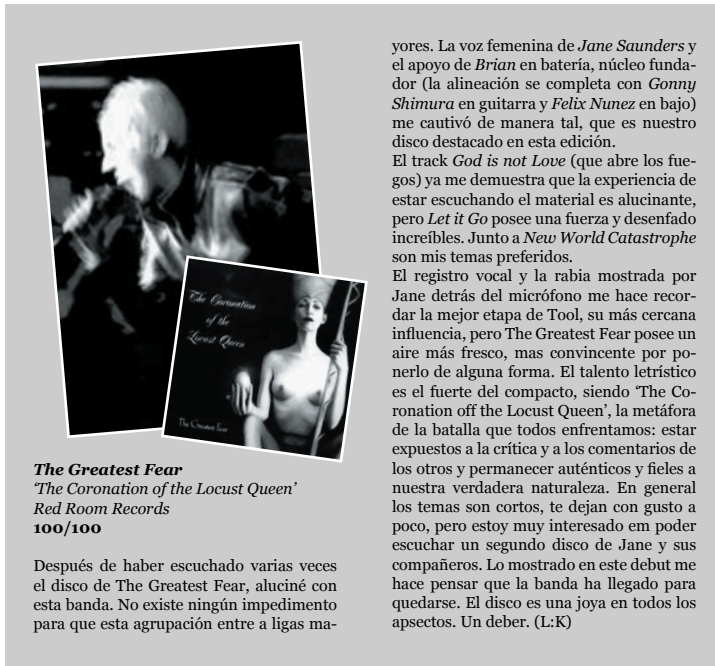 The Coronation
of the
Locust Queen
The Greatest Fear
The Greatest Fear
‘The Coronation of the Locust Queen’
Red Room Records
100/100
Después de haber escuchado varias veces
el disco de The Greatest Fear, aluciné con
esta banda. No existe ningún impedimento
para que esta agrupación entre a ligas ma-
yores. La voz femenina de Jane Saunders y
el apoyo de Brian en batería, núcleo funda-
dor (la alineación se completa con Gonny
Shimura en guitarra y Felix Nunez en bajo)
me cautivó de manera tal, que es nuestro
disco destacado en esta edición.
El track God is not Love (que abre los fue-
gos) ya me demuestra que la experiencia de
estar escuchando el material es alucinante,
pero Let it Go posee una fuerza y desenfado
increíbles. Junto a New World Catastrophe
son mis temas preferidos.
El registro vocal y la rabia mostrada por
Jane detrás del micrófono me hace recor-
dar la mejor etapa de Tool, su más cercana
influencia, pero The Greatest Fear posee un
aire más fresco, mas convincente por po-
nerlo de alguna forma. El talento letrístico
es el fuerte del compacto, siendo ‘The Co-
ronation off the Locust Queen’, la metáfora
de la batalla que todos enfrentamos: estar
expuestos a la crítica y a los comentarios de
los otros y permanecer auténticos y fieles a
nuestra verdadera naturaleza. En general
los temas son cortos, te dejan con gusto a
poco, pero estoy muy interesado em poder
escuchar un segundo disco de Jane y sus
compañeros. Lo mostrado en este debut me
hace pensar que la banda ha llegado para
quedarse. El disco es una joya en todos los
apsectos. Un deber. (L:K)